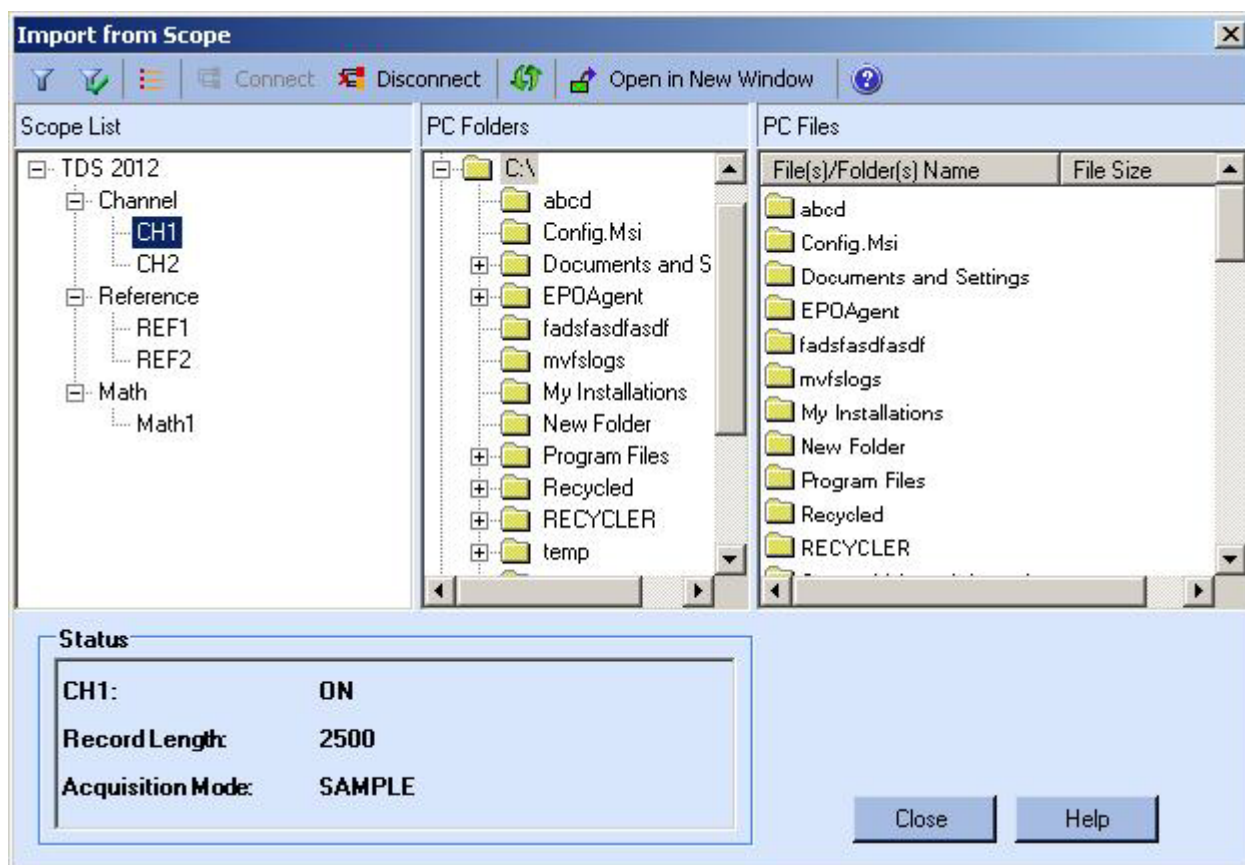 Import from Scope
Connect Disconnect Open in New Window
Scope List
TDS 2012
Channel
CH1
CH2
Reference
REF1
REF2
Math
Math1
PC Folders
C:\
abcd
Config.Msi
Documents and S
EPOAgent
fadsfasdfasdf
mvfslogs
My Installations
New Folder
Program Files
Recycled
RECYCLER
temp
PC Files
File(s)/Folder(s) Name File Size
abcd
Config.Msi
Documents and Settings
EPOAgent
fadsfasdfasdf
mvfslogs
My Installations
New Folder
Program Files
Recycled
RECYCLER
Status
CH1: ON
Record Length: 2500
Acquisition Mode: SAMPLE
Close Help